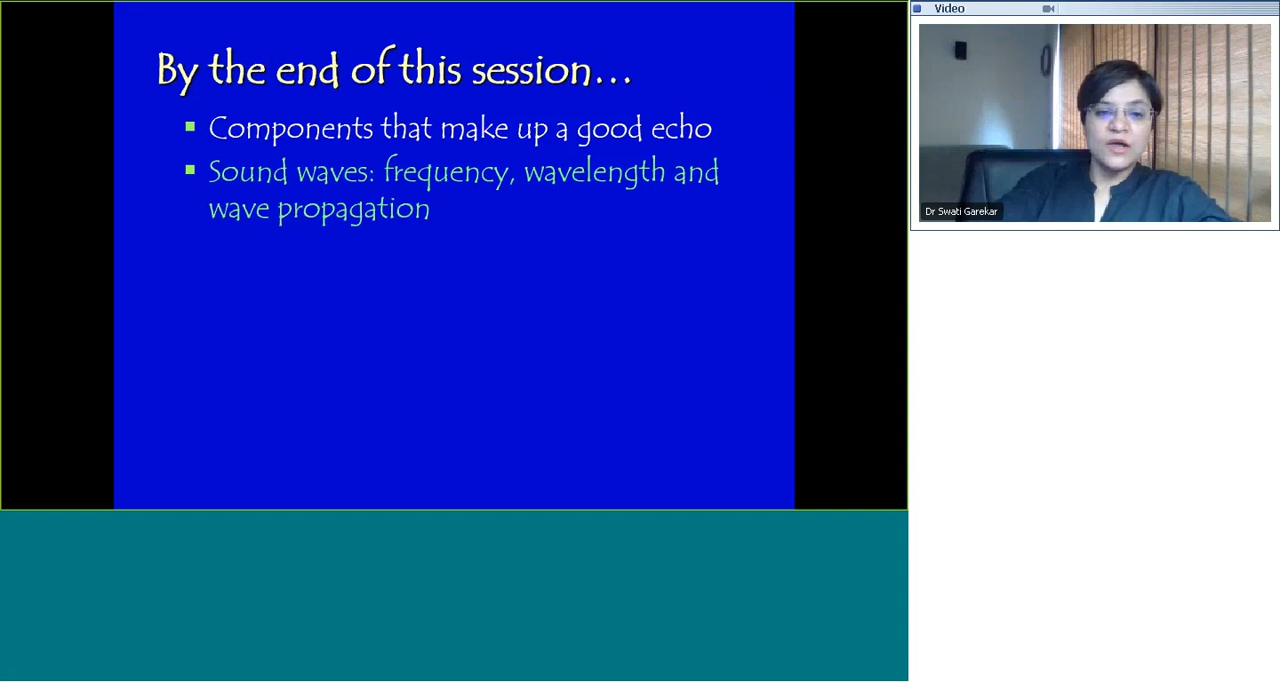 By the end of this session...
Components that make up a good echo
Sound waves: frequency, wavelength and
wave propagation
Video
Dr Swati Garekar